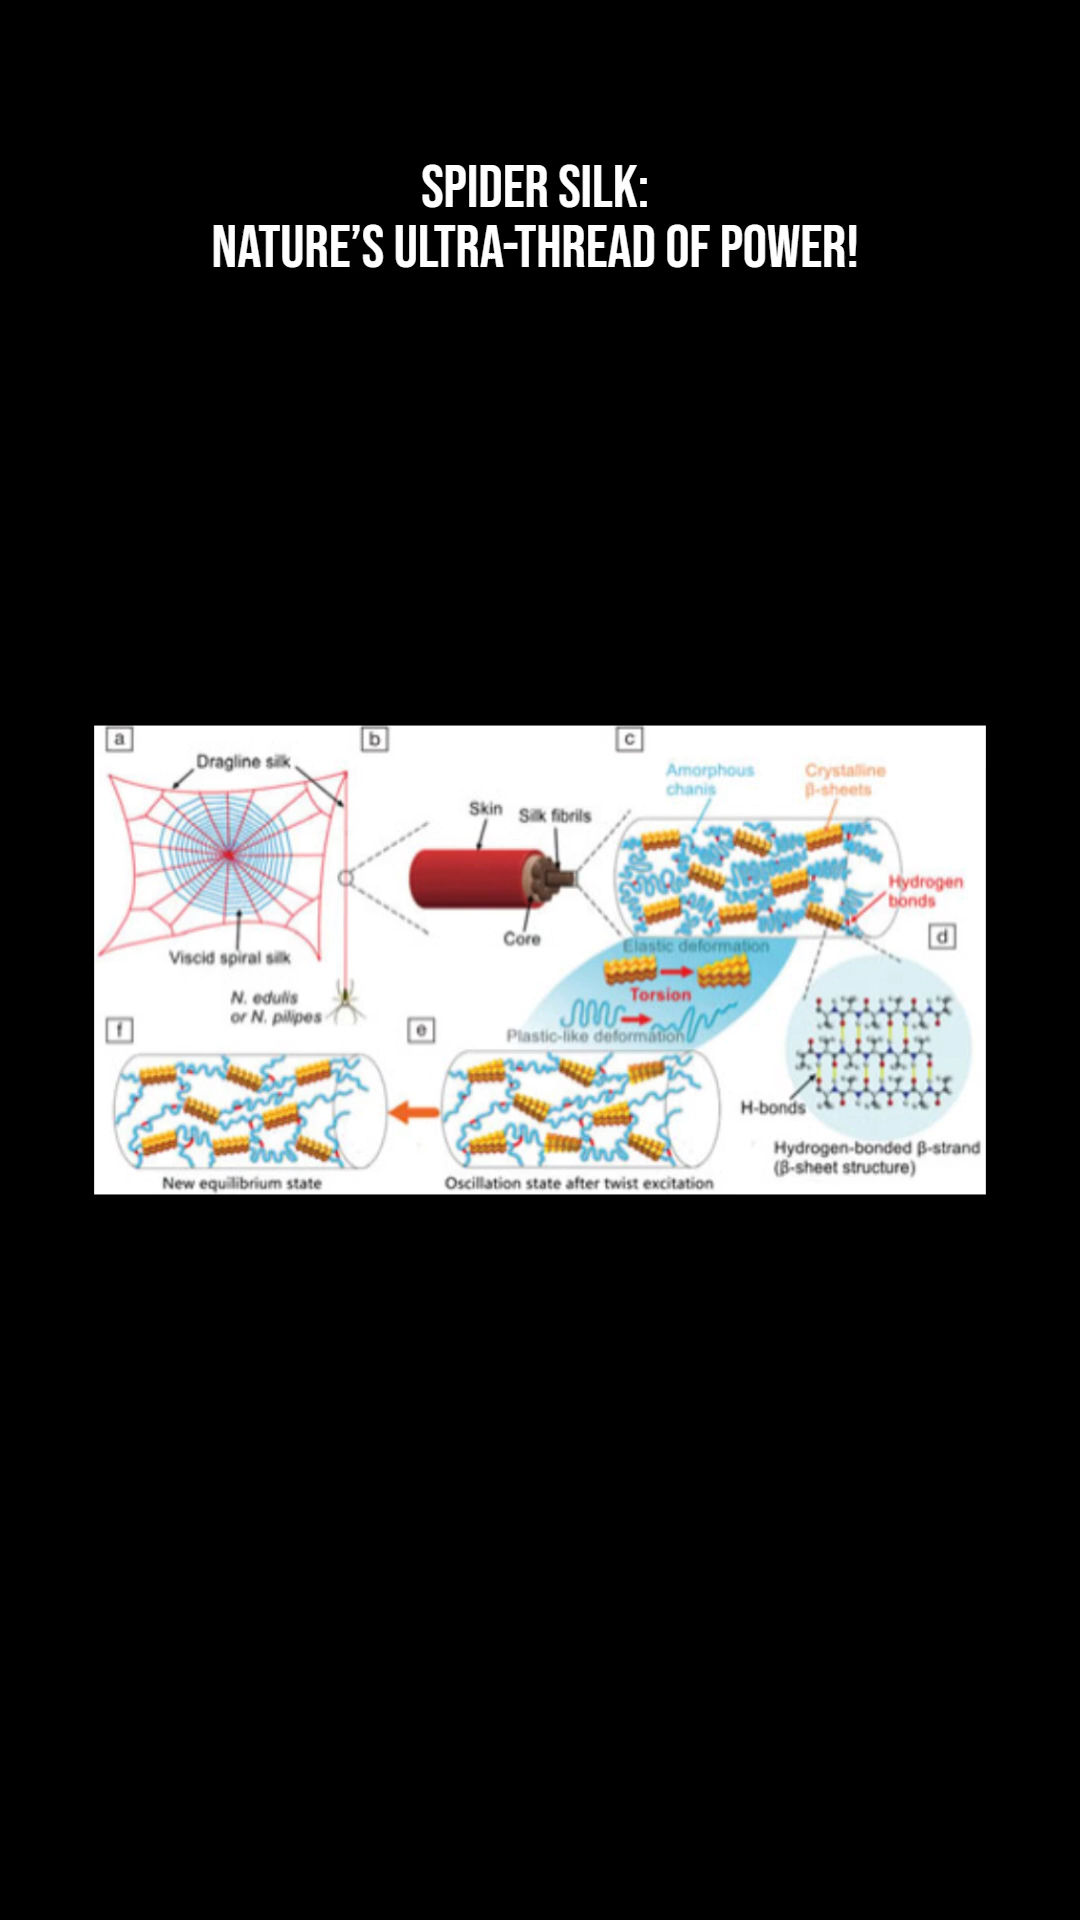 SPIDER SILK:
NATURE’S ULTRA-THREAD OF POWER!
a
Dragline silk
Viscid spiral silk
N. edulis
or N. pilipes
b
Skin
Silk fibrils
Core
c
Amorphous
chanis
Crystalline
β-sheets
Hydrogen
bonds
d
H-bonds
Hydrogen-bonded β-strand
(β-sheet structure)
Elastic deformation
Torsion
Plastic-like deformation
e
Oscillation state after twist excitation
f
New equilibrium state